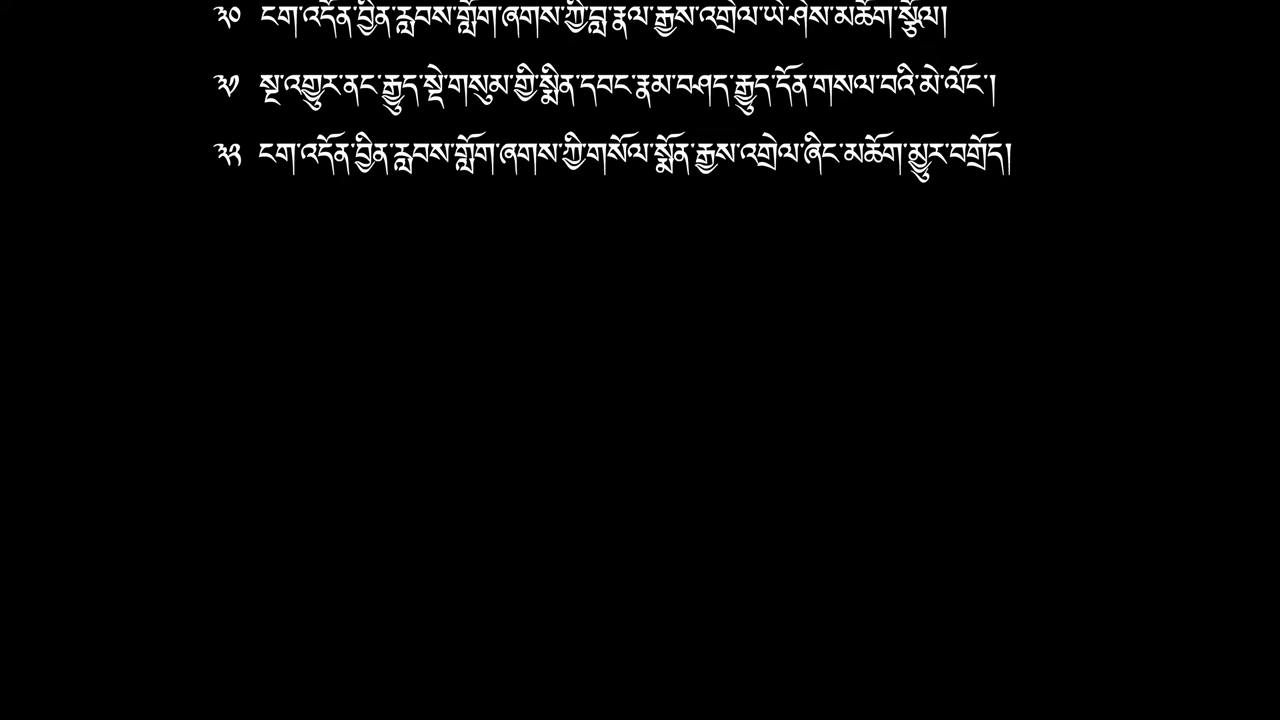 ༣༠ ངག་འདོན་བྱིན་རླབས་གློག་ཞགས་ཀྱི་བླ་རྣལ་རྒྱས་འགྲེལ་ཡེ་ཤེས་མཆོག་སྩོལ།
༣༡ སྔ་འགྱུར་ནང་རྒྱུད་སྡེ་གསུམ་གྱི་སྨིན་དབང་རྣམ་བཤད་རྒྱུད་དོན་གསལ་བའི་མེ་ལོང་།
༣༢ ངག་འདོན་བྱིན་རླབས་གློག་ཞགས་ཀྱི་གསོལ་སྨོན་རྒྱས་འགྲེལ་ཞིང་མཆོག་མྱུར་བགྲོད།